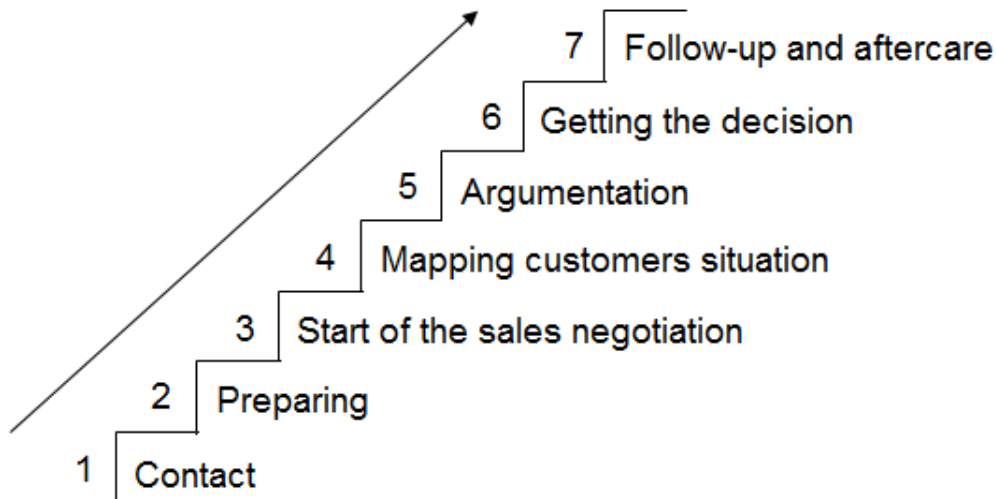 7 Follow-up and aftercare
6 Getting the decision
5 Argumentation
4 Mapping customers situation
3 Start of the sales negotiation
2 Preparing
1 Contact